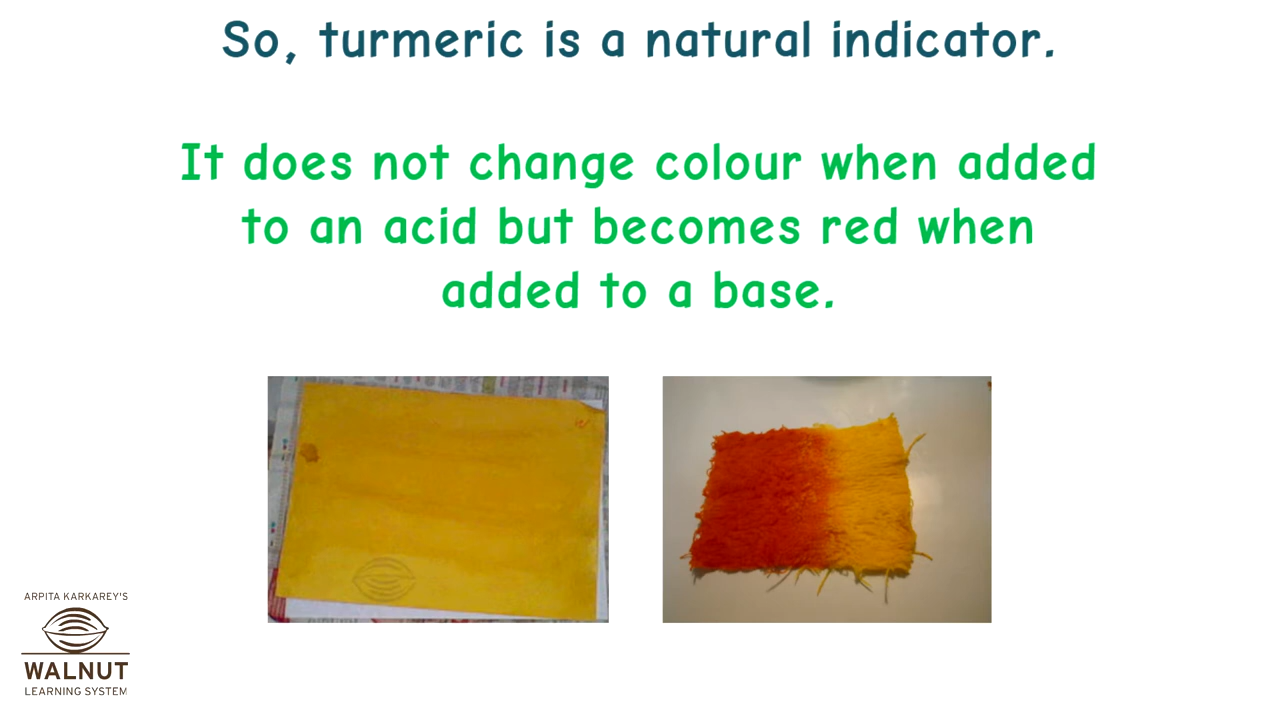 So, turmeric is a natural indicator.
It does not change colour when added
to an acid but becomes red when
added to a base.
ARPITA KARKAREY'S
WALNUT
LEARNING SYSTEM